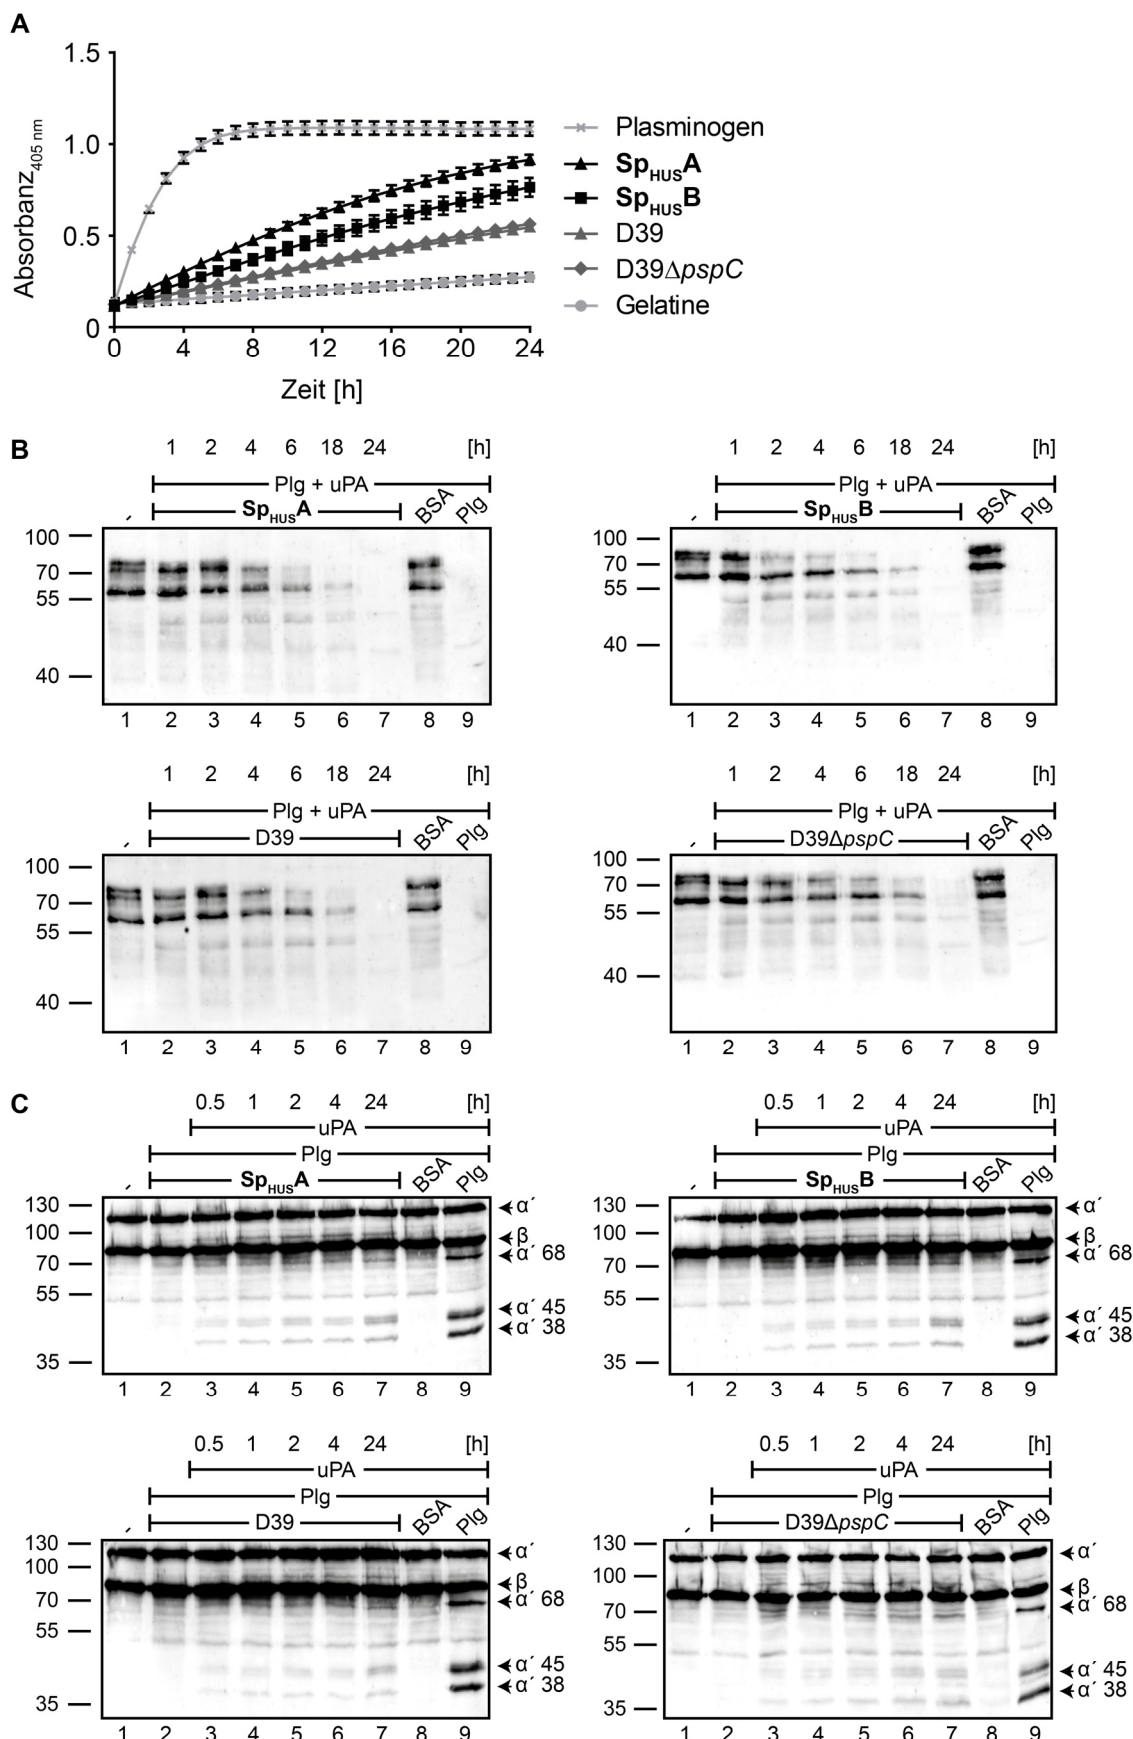 A
1.5
1.0
0.5
0
Absorbanz405 nm
0 4 8 12 16 20 24
Zeit [h]
Plasminogen
SpHUSA
SpHUSB
D39
D39ΔpspC
Gelatine
B
1 2 4 6 18 24 [h]
Plg + uPA
- SpHUSA BSA Plg
100
70
55
40
1 2 3 4 5 6 7 8 9
1 2 4 6 18 24 [h]
Plg + uPA
- SpHUSB BSA Plg
100
70
55
40
1 2 3 4 5 6 7 8 9
1 2 4 6 18 24 [h]
Plg + uPA
- D39 BSA Plg
100
70
55
40
1 2 3 4 5 6 7 8 9
1 2 4 6 18 24 [h]
Plg + uPA
- D39ΔpspC BSA Plg
100
70
55
40
1 2 3 4 5 6 7 8 9
C
0.5 1 2 4 24 [h]
uPA
Plg
- SpHUSA BSA Plg
130 α´
100 β
70 α´ 68
55
α´ 45
α´ 38
35
1 2 3 4 5 6 7 8 9
0.5 1 2 4 24 [h]
uPA
Plg
- SpHUSB BSA Plg
130 α´
100 β
70 α´ 68
55
α´ 45
α´ 38
35
1 2 3 4 5 6 7 8 9
0.5 1 2 4 24 [h]
uPA
Plg
- D39 BSA Plg
130 α´
100 β
70 α´ 68
55
α´ 45
α´ 38
35
1 2 3 4 5 6 7 8 9
0.5 1 2 4 24 [h]
uPA
Plg
- D39ΔpspC BSA Plg
130 α´
100 β
70 α´ 68
55
α´ 45
α´ 38
35
1 2 3 4 5 6 7 8 9